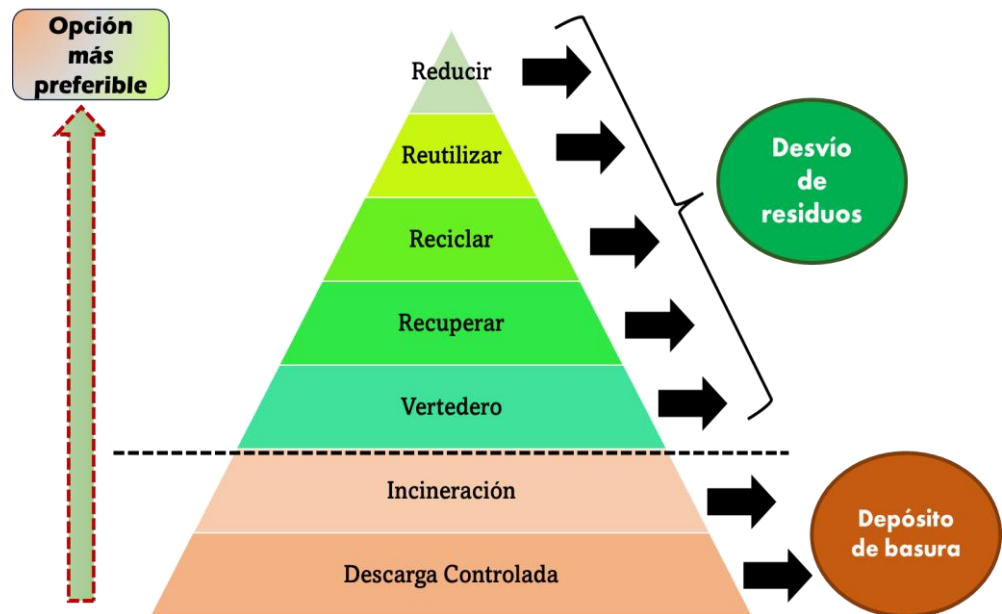 Opción
más
preferible
Reducir
Reutilizar
Reciclar
Recuperar
Vertedero
Incineración
Descarga Controlada
Desvío
de
residuos
Depósito
de basura